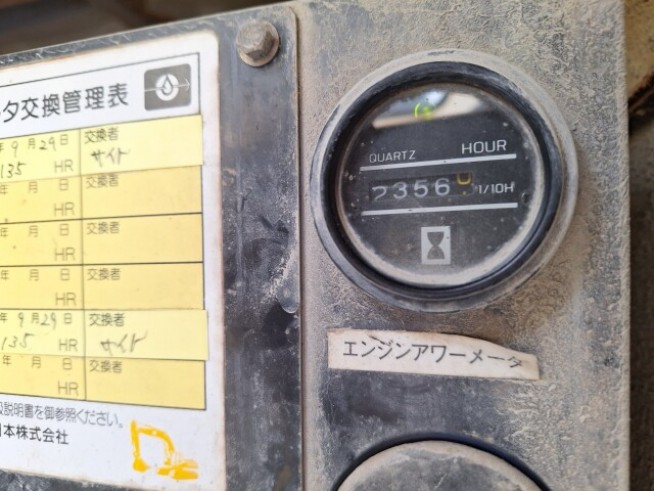 タ交換管理表
年 9 月 29 日 交換者
135 HR サイトー
年 月 日 交換者
HR
年 月 日 交換者
HR
年 月 日 交換者
HR
年 9 月 29 日 交換者
135 HR サイトー
年 月 日 交換者
HR
説明書を御参照ください。
本株式会社
QUARTZ HOUR
2356 1/10H
エンジンアワーメータ